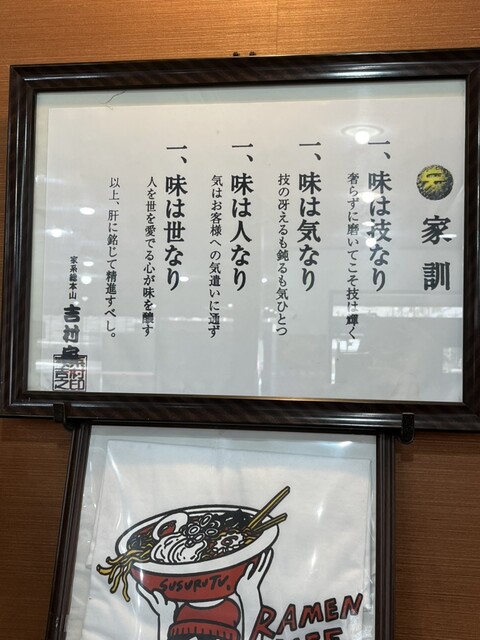 家訓
一、味は技なり
奢らずに磨いてこそ技は輝く
一、味は気なり
技の冴えるも鈍るも気ひとつ
一、味は人なり
気はお客様への気遣いに通ず
一、味は世なり
人を世を愛でる心が味を醸す
以上、肝に銘じて精進すべし。
家系総本山
吉村家
SUSURU TV.
RAMEN